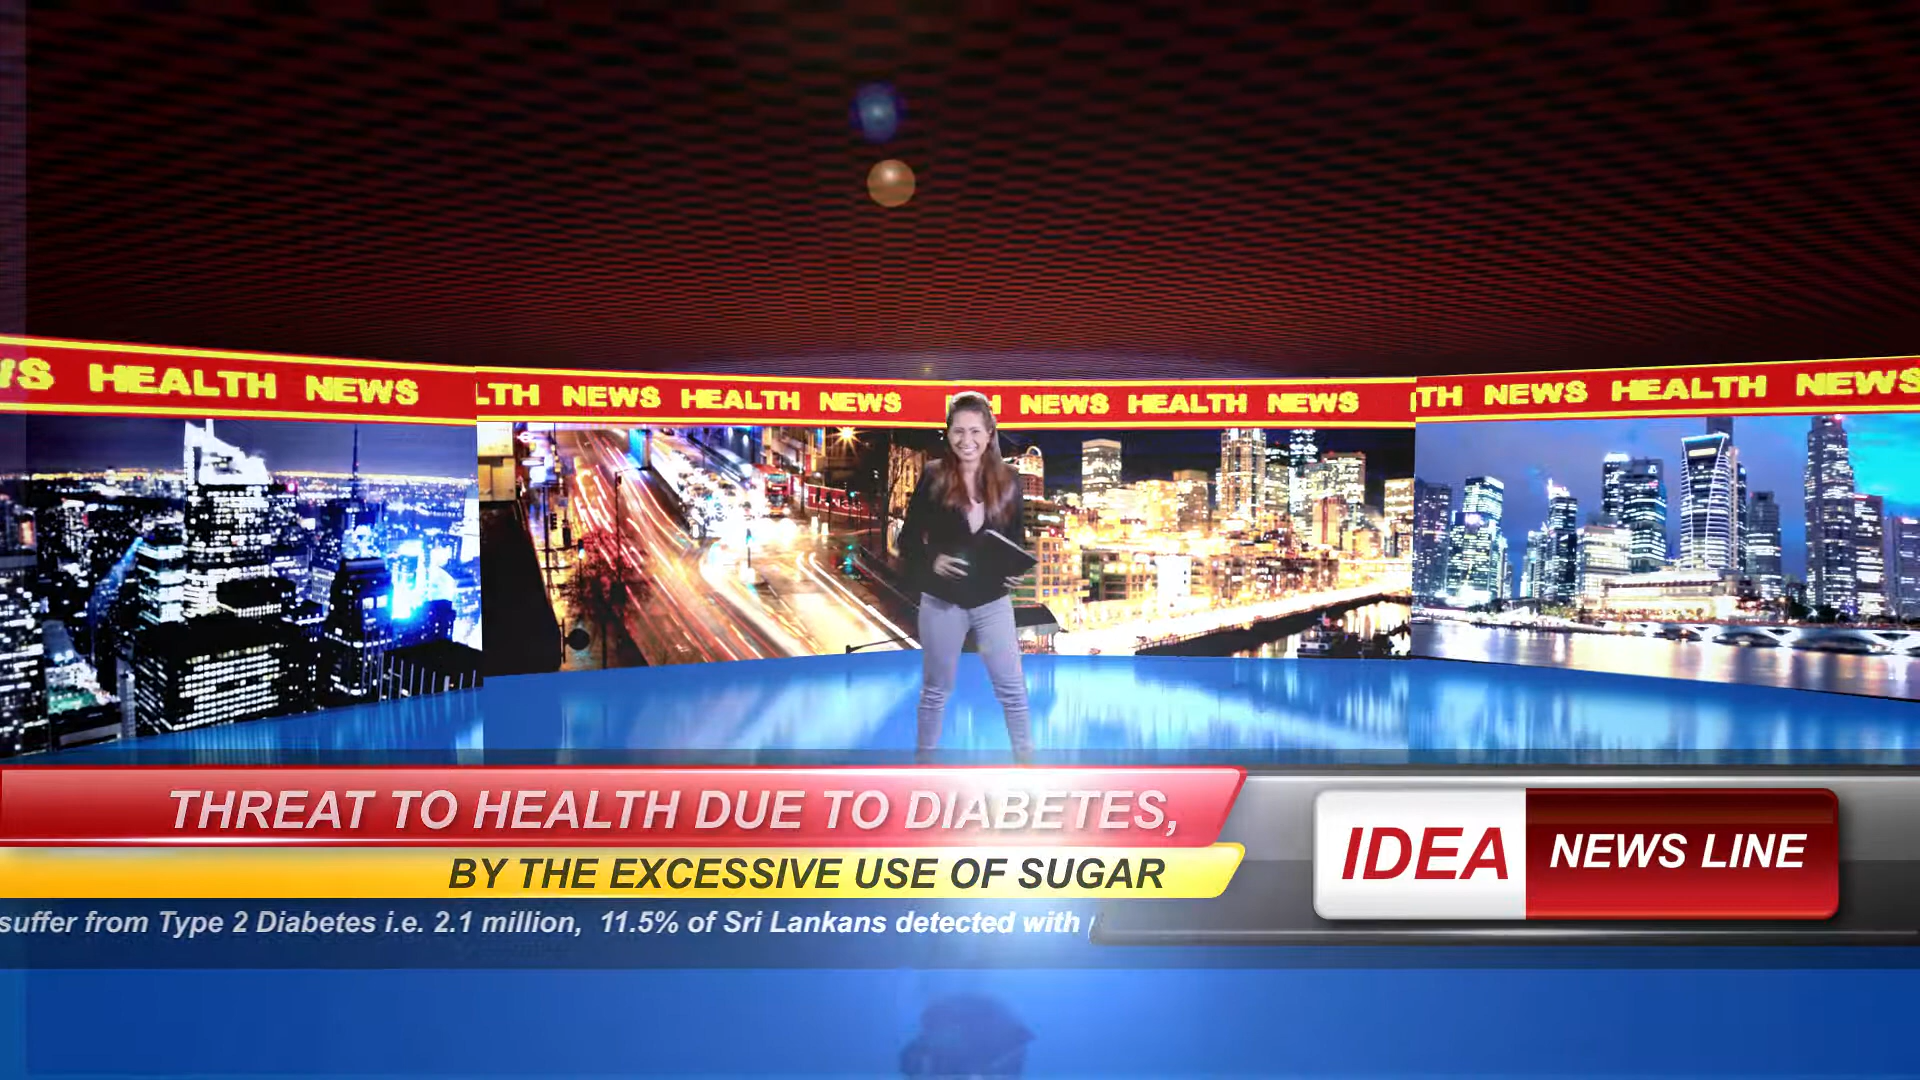 HEALTH NEWS
NEWS HEALTH NEWS
NEWS HEALTH NEWS
NEWS HEALTH NEWS
THREAT TO HEALTH DUE TO DIABETES,
BY THE EXCESSIVE USE OF SUGAR
IDEA NEWS LINE
suffer from Type 2 Diabetes i.e. 2.1 million, 11.5% of Sri Lankans detected with